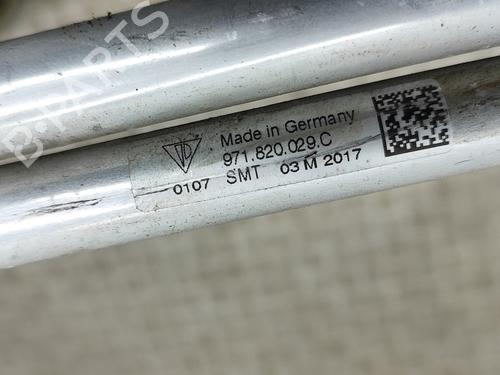 B-PARTS
Made in Germany
971.820.029.C
0107 SMT 03 M 2017